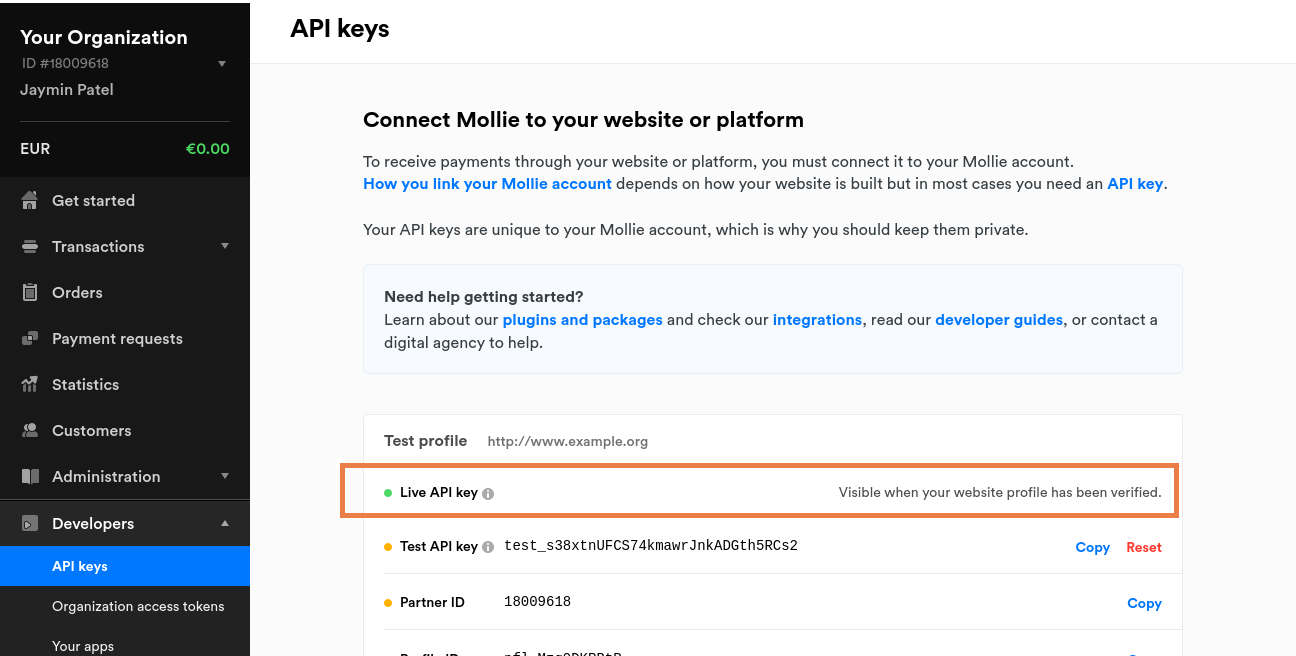 Your Organization
ID #18009618
Jaymin Patel
EUR €0.00
Get started
Transactions
Orders
Payment requests
Statistics
Customers
Administration
Developers
API keys
Organization access tokens
Your apps
API keys
Connect Mollie to your website or platform
To receive payments through your website or platform, you must connect it to your Mollie account.
How you link your Mollie account depends on how your website is built but in most cases you need an API key.
Your API keys are unique to your Mollie account, which is why you should keep them private.
Need help getting started?
Learn about our plugins and packages and check our integrations, read our developer guides, or contact a
digital agency to help.
Test profile http://www.example.org
Live API key Visible when your website profile has been verified.
Test API key test_s38xtnUFCS74kmawrJnkADGth5RCs2 Copy Reset
Partner ID 18009618 Copy